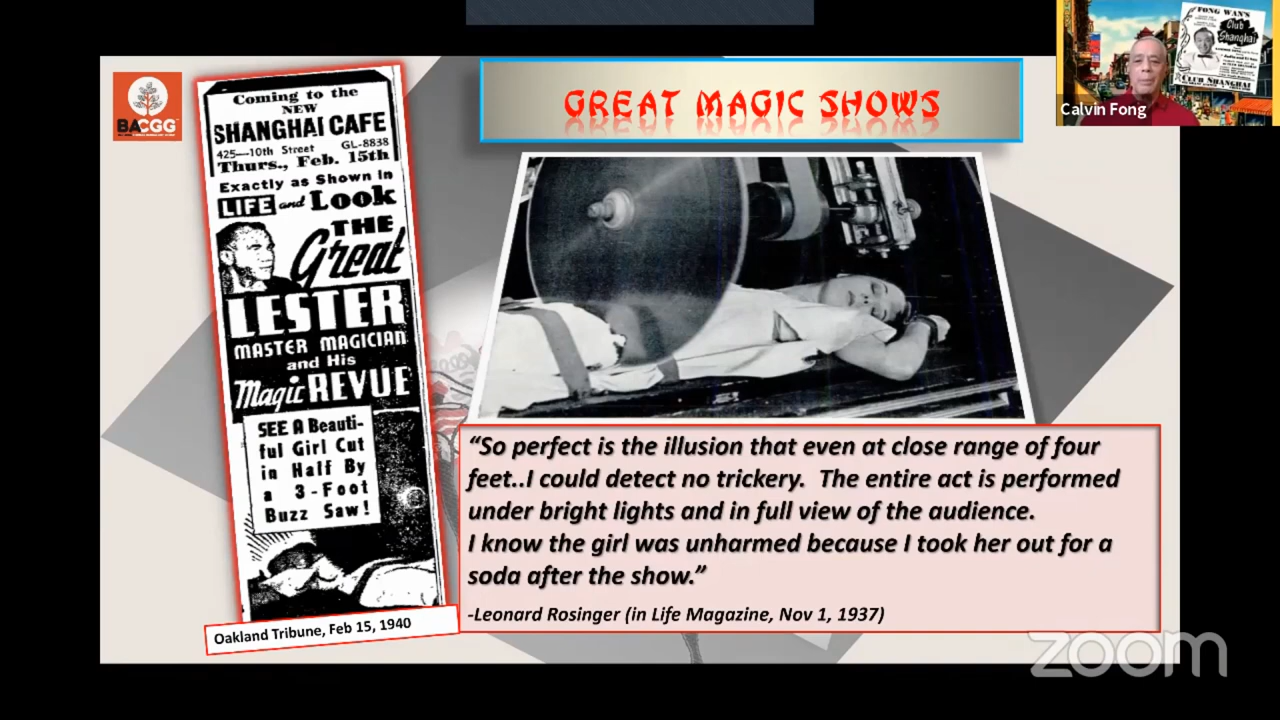 BACGG
Coming to the
NEW
SHANGHAI CAFE
425—10th Street GL-8838
Thurs., Feb. 15th
Exactly as Shown in
LIFE and Look
THE
Great
LESTER
MASTER MAGICIAN
and His
Magic REVUE
SEE A Beauti-
ful Girl Cut
in Half By
a 3-Foot
Buzz Saw!
Oakland Tribune, Feb 15, 1940
GREAT MAGIC SHOWS
“So perfect is the illusion that even at close range of four
feet..I could detect no trickery. The entire act is performed
under bright lights and in full view of the audience.
I know the girl was unharmed because I took her out for a
soda after the show.”
-Leonard Rosinger (in Life Magazine, Nov 1, 1937)
FONG WAN'S
Club
Shanghai
CLUB SHANGHAI
Calvin Fong
zoom